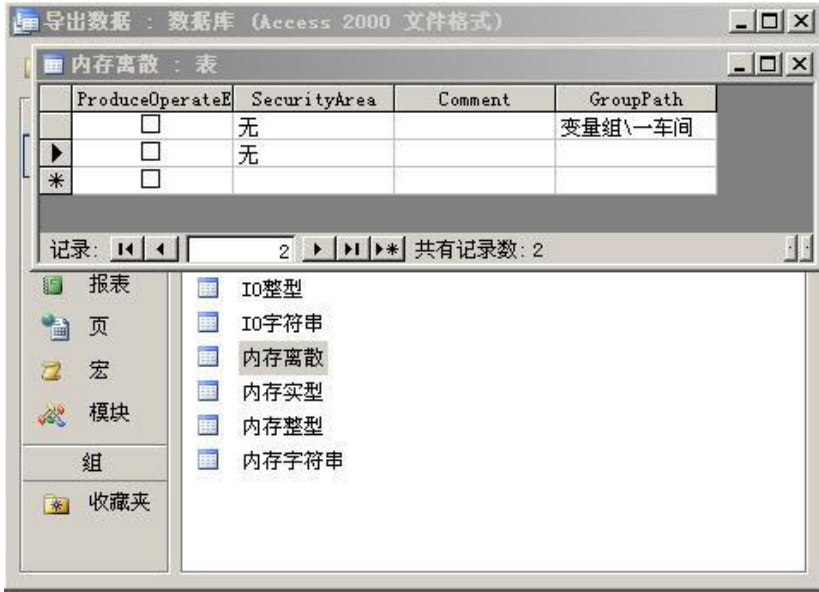 导出数据 : 数据库 (Access 2000 文件格式)
内存离散 : 表
ProduceOperateE SecurityArea Comment GroupPath
无 变量组\一车间
无
记录: 2 共有记录数: 2
报表
页
宏
模块
组
收藏夹
IO整型
IO字符串
内存离散
内存实型
内存整型
内存字符串